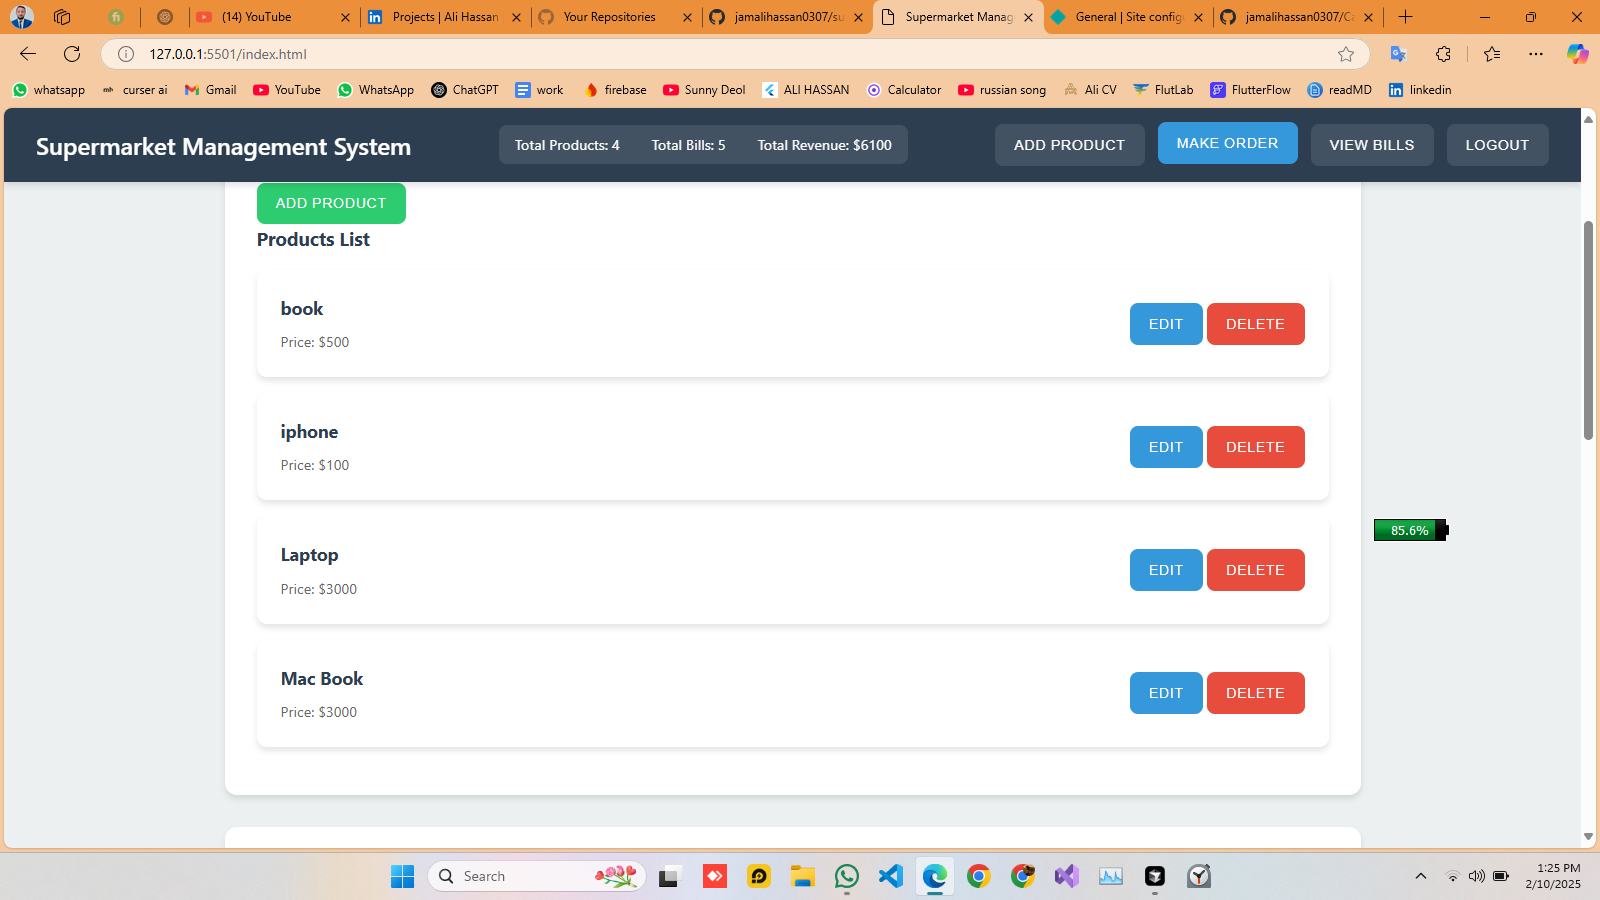 (14) YouTube
Projects | Ali Hassan
Your Repositories
jamalihassan0307/su
Supermarket Manag
General | Site config
jamalihassan0307/Ca
127.0.0.1:5501/index.html
whatsapp
mh curser ai
Gmail
YouTube
WhatsApp
ChatGPT
work
firebase
Sunny Deol
ALI HASSAN
Calculator
russian song
Ali CV
FlutLab
FlutterFlow
readMD
linkedin
Supermarket Management System
Total Products: 4 Total Bills: 5 Total Revenue: $6100
ADD PRODUCT
MAKE ORDER
VIEW BILLS
LOGOUT
ADD PRODUCT
Products List
book
Price: $500
EDIT DELETE
iphone
Price: $100
EDIT DELETE
Laptop
Price: $3000
EDIT DELETE
Mac Book
Price: $3000
EDIT DELETE
85.6%
Search
1:25 PM
2/10/2025